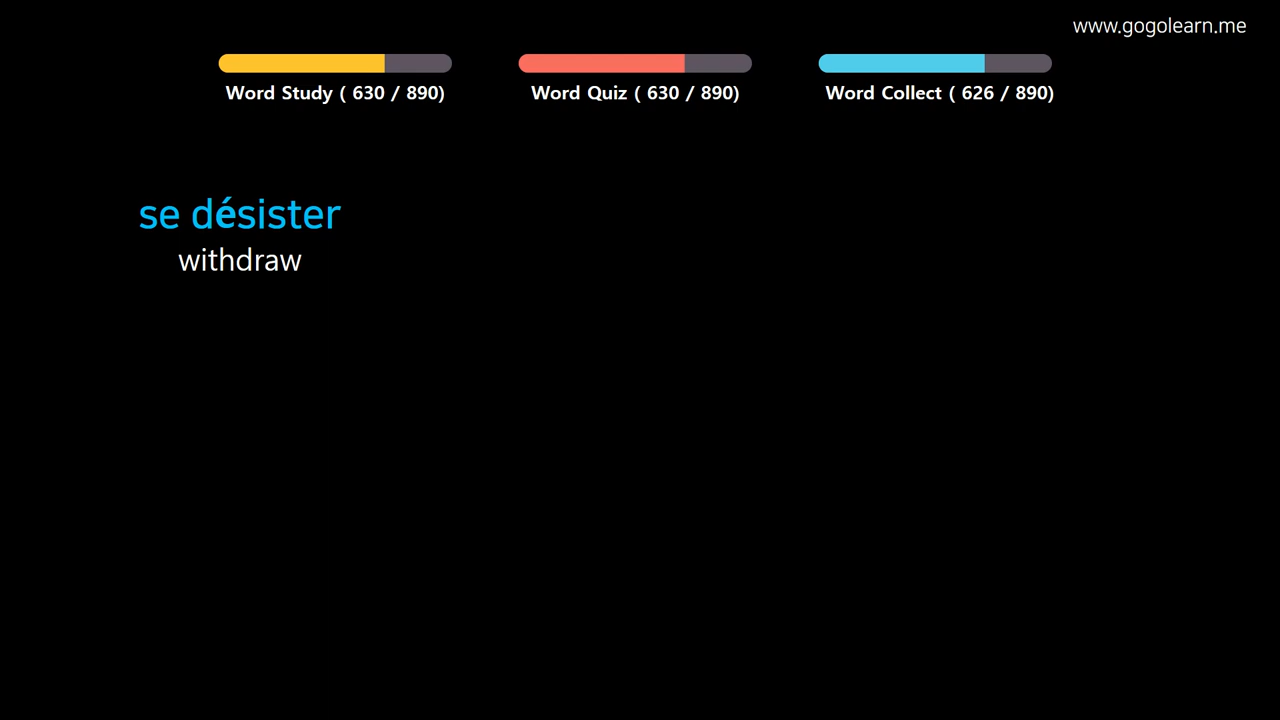 www.gogolearn.me
Word Study ( 630 / 890)
Word Quiz ( 630 / 890)
Word Collect ( 626 / 890)
se désister
withdraw